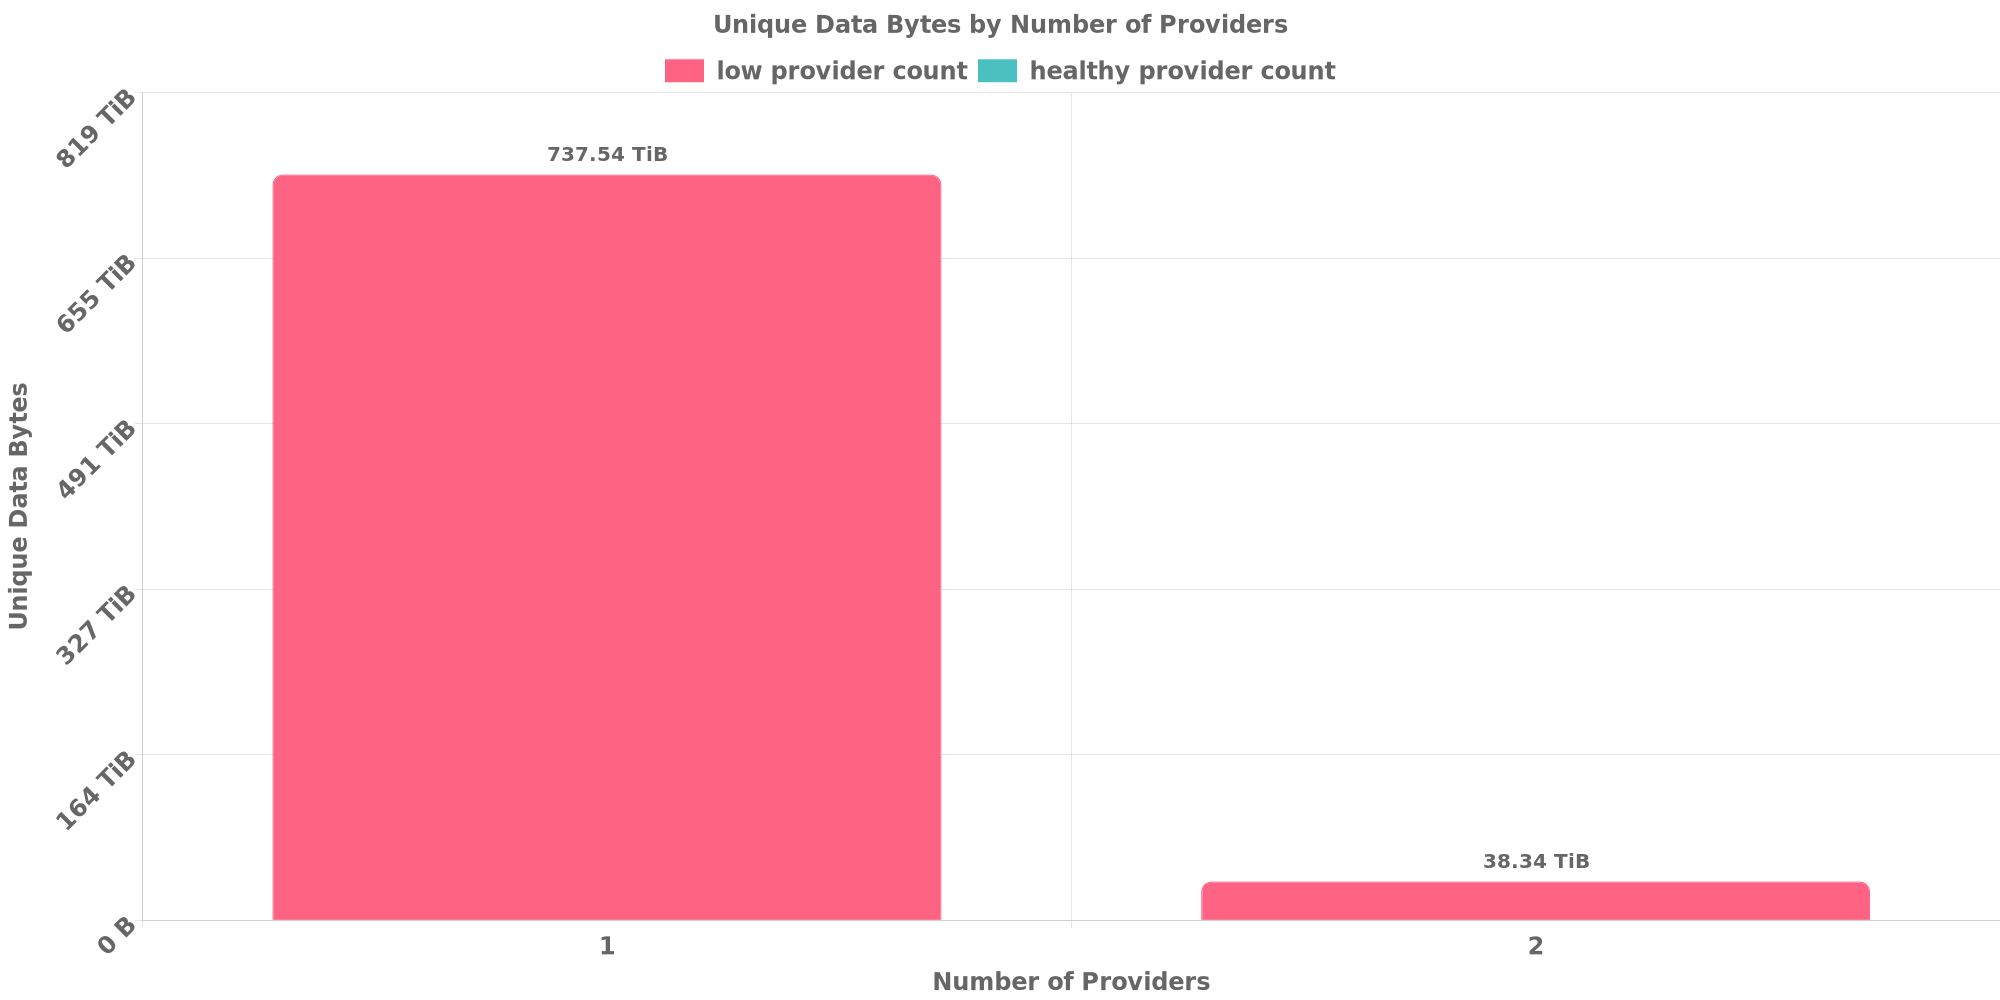 Unique Data Bytes by Number of Providers
low provider count
healthy provider count
819 TiB
737.54 TiB
655 TiB
491 TiB
Unique Data Bytes
327 TiB
164 TiB
38.34 TiB
0 B
1
2
Number of Providers